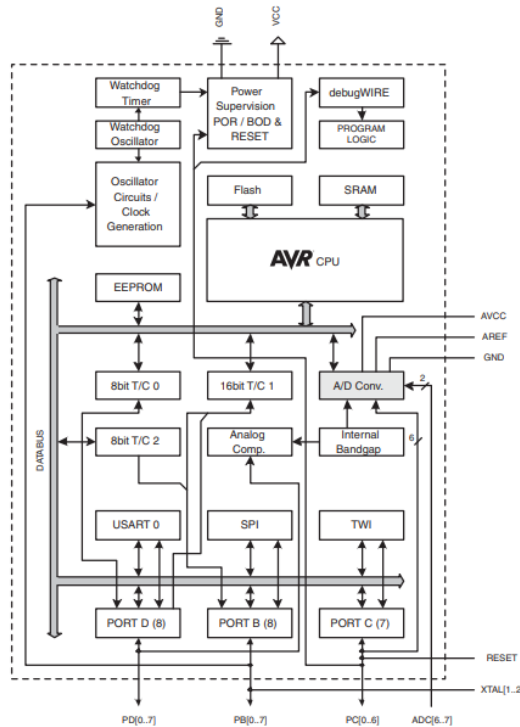 GND
VCC
Watchdog
Timer
Watchdog
Oscillator
Oscillator
Circuits /
Clock
Generation
Power
Supervision
POR / BOD &
RESET
debugWIRE
PROGRAM
LOGIC
Flash
SRAM
AVR CPU
EEPROM
AVCC
AREF
GND
8bit T/C 0
16bit T/C 1
A/D Conv.
2
8bit T/C 2
Analog
Comp.
Internal
Bandgap
6
DATABUS
USART 0
SPI
TWI
PORT D (8)
PORT B (8)
PORT C (7)
RESET
XTAL[1..2
PD[0..7]
PB[0..7]
PC[0..6]
ADC[6..7]